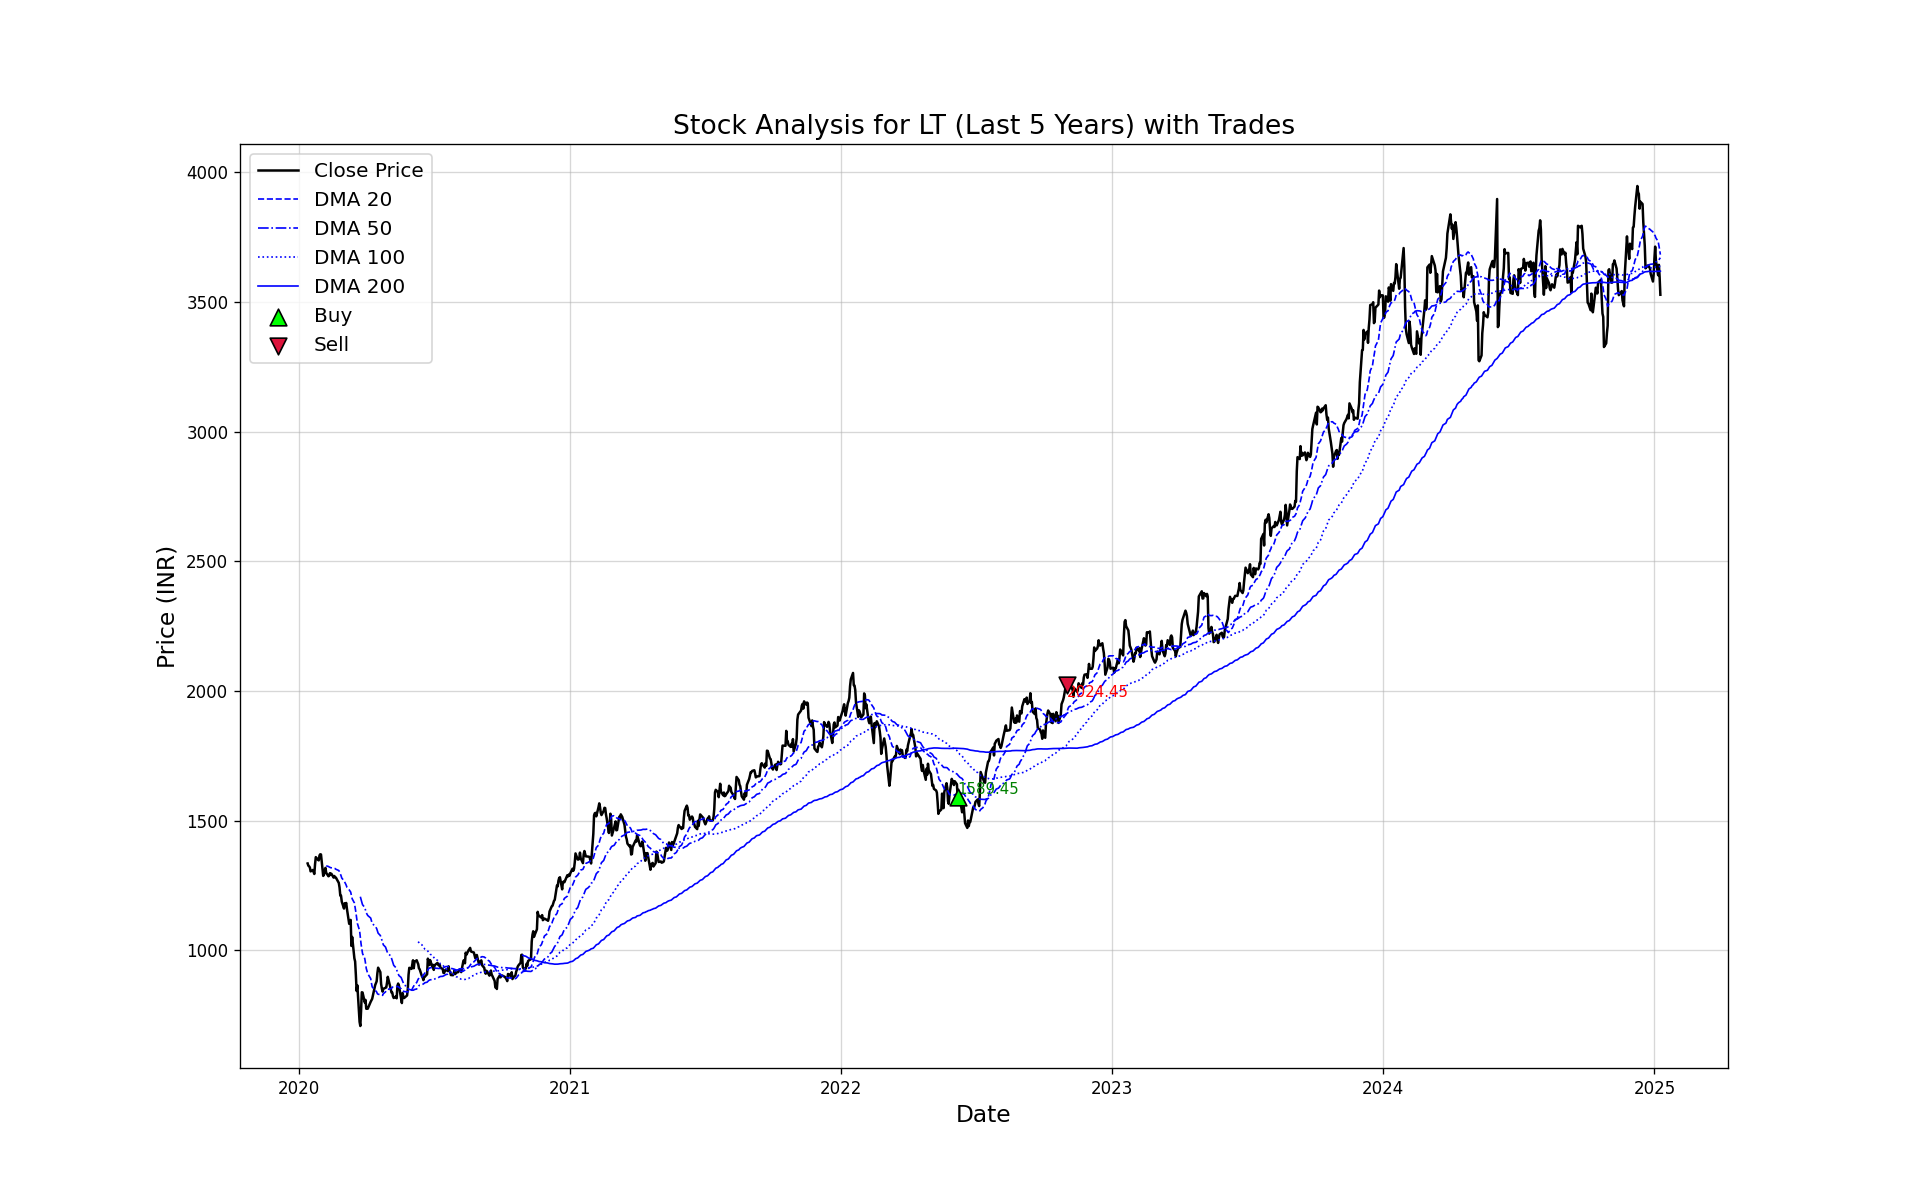 Stock Analysis for LT (Last 5 Years) with Trades
Close Price
DMA 20
DMA 50
DMA 100
DMA 200
Buy
Sell
4000
3500
3000
2500
2000
1500
1000
Price (INR)
2024.45
1589.45
2020
2021
2022
2023
2024
2025
Date